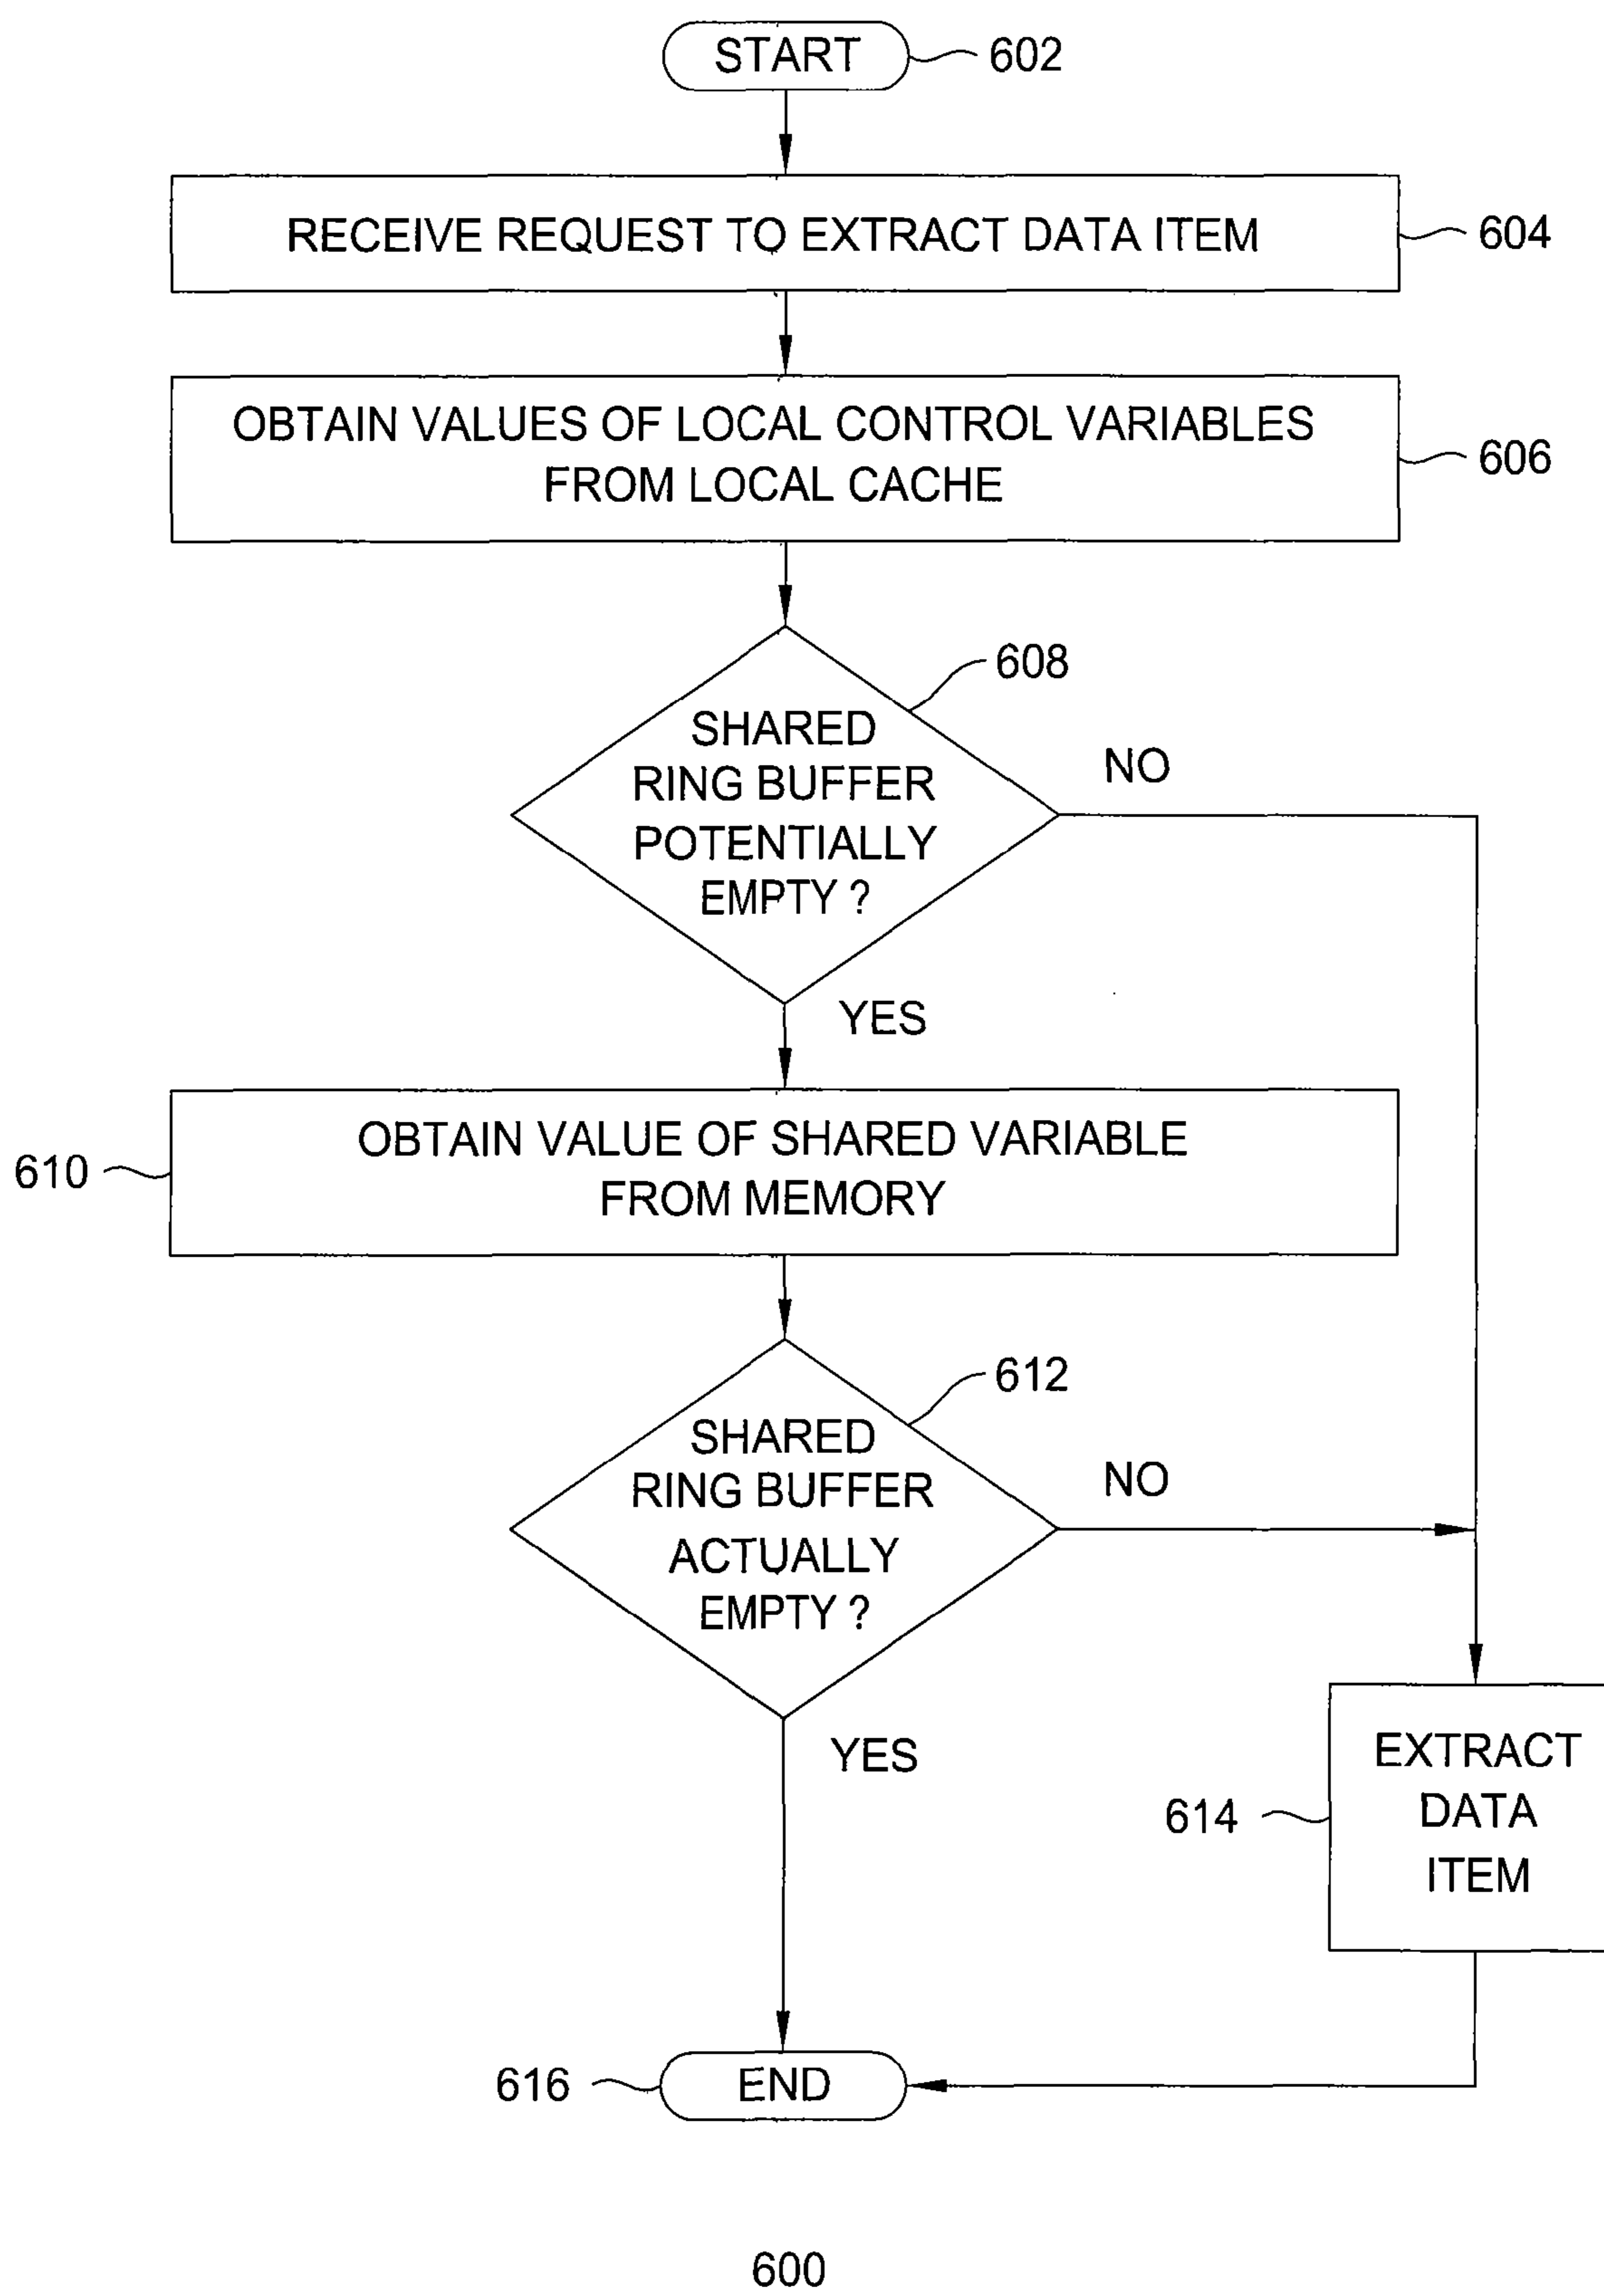 START
602
RECEIVE REQUEST TO EXTRACT DATA ITEM
604
OBTAIN VALUES OF LOCAL CONTROL VARIABLES
FROM LOCAL CACHE
606
608
SHARED
RING BUFFER
POTENTIALLY
EMPTY ?
NO
YES
OBTAIN VALUE OF SHARED VARIABLE
FROM MEMORY
610
612
SHARED
RING BUFFER
ACTUALLY
EMPTY ?
NO
YES
EXTRACT
DATA
ITEM
614
616
END
600